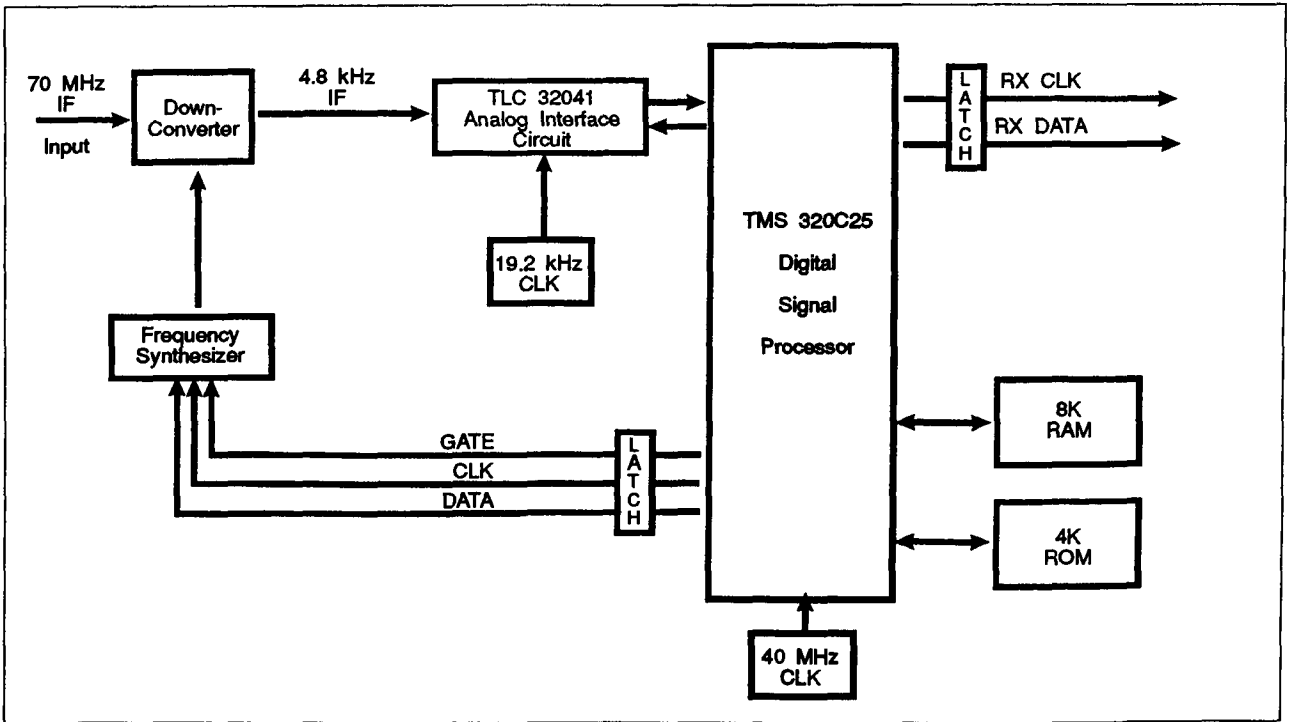 70 MHz
IF
Input
Down-
Converter
4.8 kHz
IF
TLC 32041
Analog Interface
Circuit
19.2 kHz
CLK
Frequency
Synthesizer
GATE
CLK
DATA
LATCH
TMS 320C25
Digital
Signal
Processor
40 MHz
CLK
LATCH
RX CLK
RX DATA
8K
RAM
4K
ROM